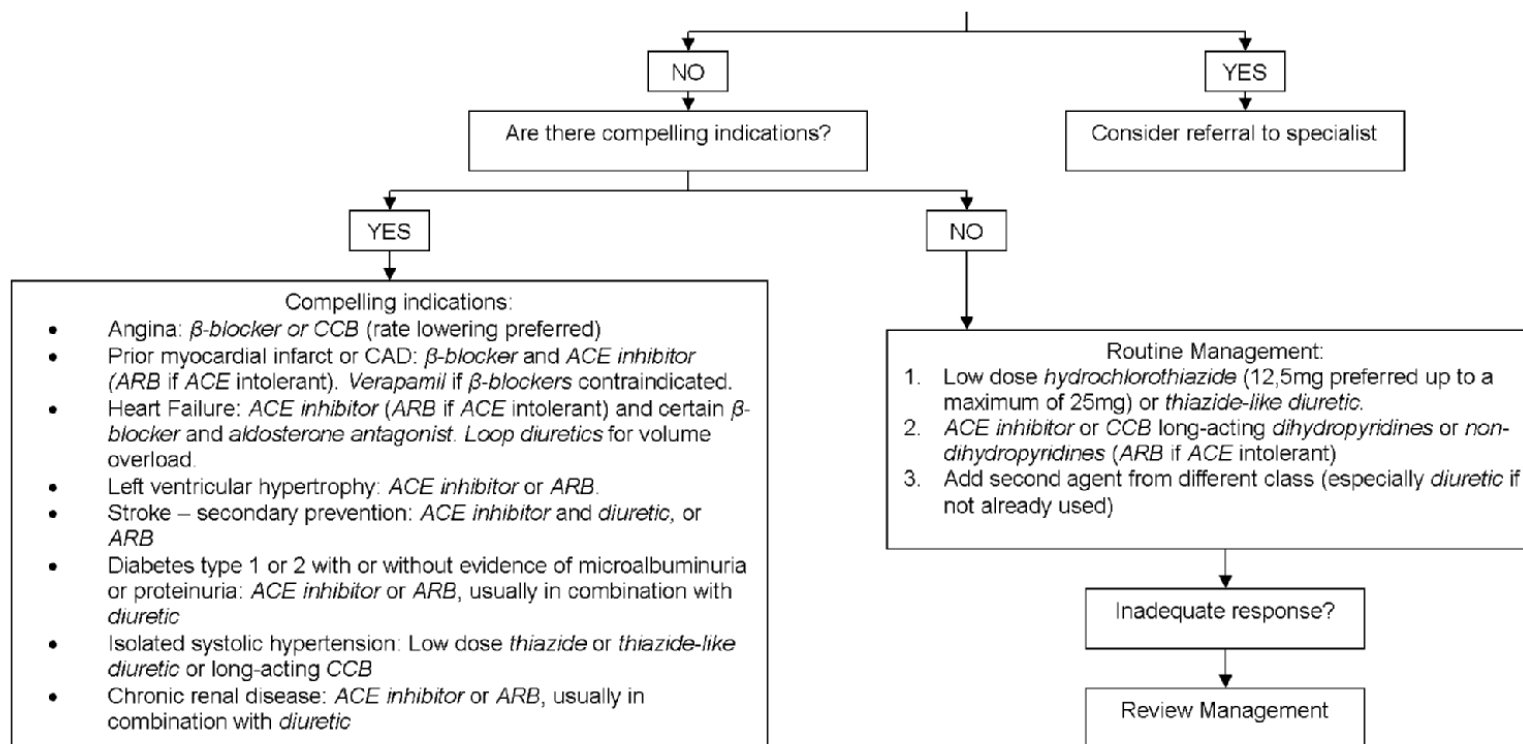 NO
YES
Are there compelling indications?
Consider referral to specialist
YES
NO
Compelling indications:
• Angina: β-blocker or CCB (rate lowering preferred)
• Prior myocardial infarct or CAD: β-blocker and ACE inhibitor
(ARB if ACE intolerant). Verapamil if β-blockers contraindicated.
• Heart Failure: ACE inhibitor (ARB if ACE intolerant) and certain β-
blocker and aldosterone antagonist. Loop diuretics for volume
overload.
• Left ventricular hypertrophy: ACE inhibitor or ARB.
• Stroke – secondary prevention: ACE inhibitor and diuretic, or
ARB
• Diabetes type 1 or 2 with or without evidence of microalbuminuria
or proteinuria: ACE inhibitor or ARB, usually in combination with
diuretic
• Isolated systolic hypertension: Low dose thiazide or thiazide-like
diuretic or long-acting CCB
• Chronic renal disease: ACE inhibitor or ARB, usually in
combination with diuretic
Routine Management:
1. Low dose hydrochlorothiazide (12,5mg preferred up to a
maximum of 25mg) or thiazide-like diuretic.
2. ACE inhibitor or CCB long-acting dihydropyridines or non-
dihydropyridines (ARB if ACE intolerant)
3. Add second agent from different class (especially diuretic if
not already used)
Inadequate response?
Review Management